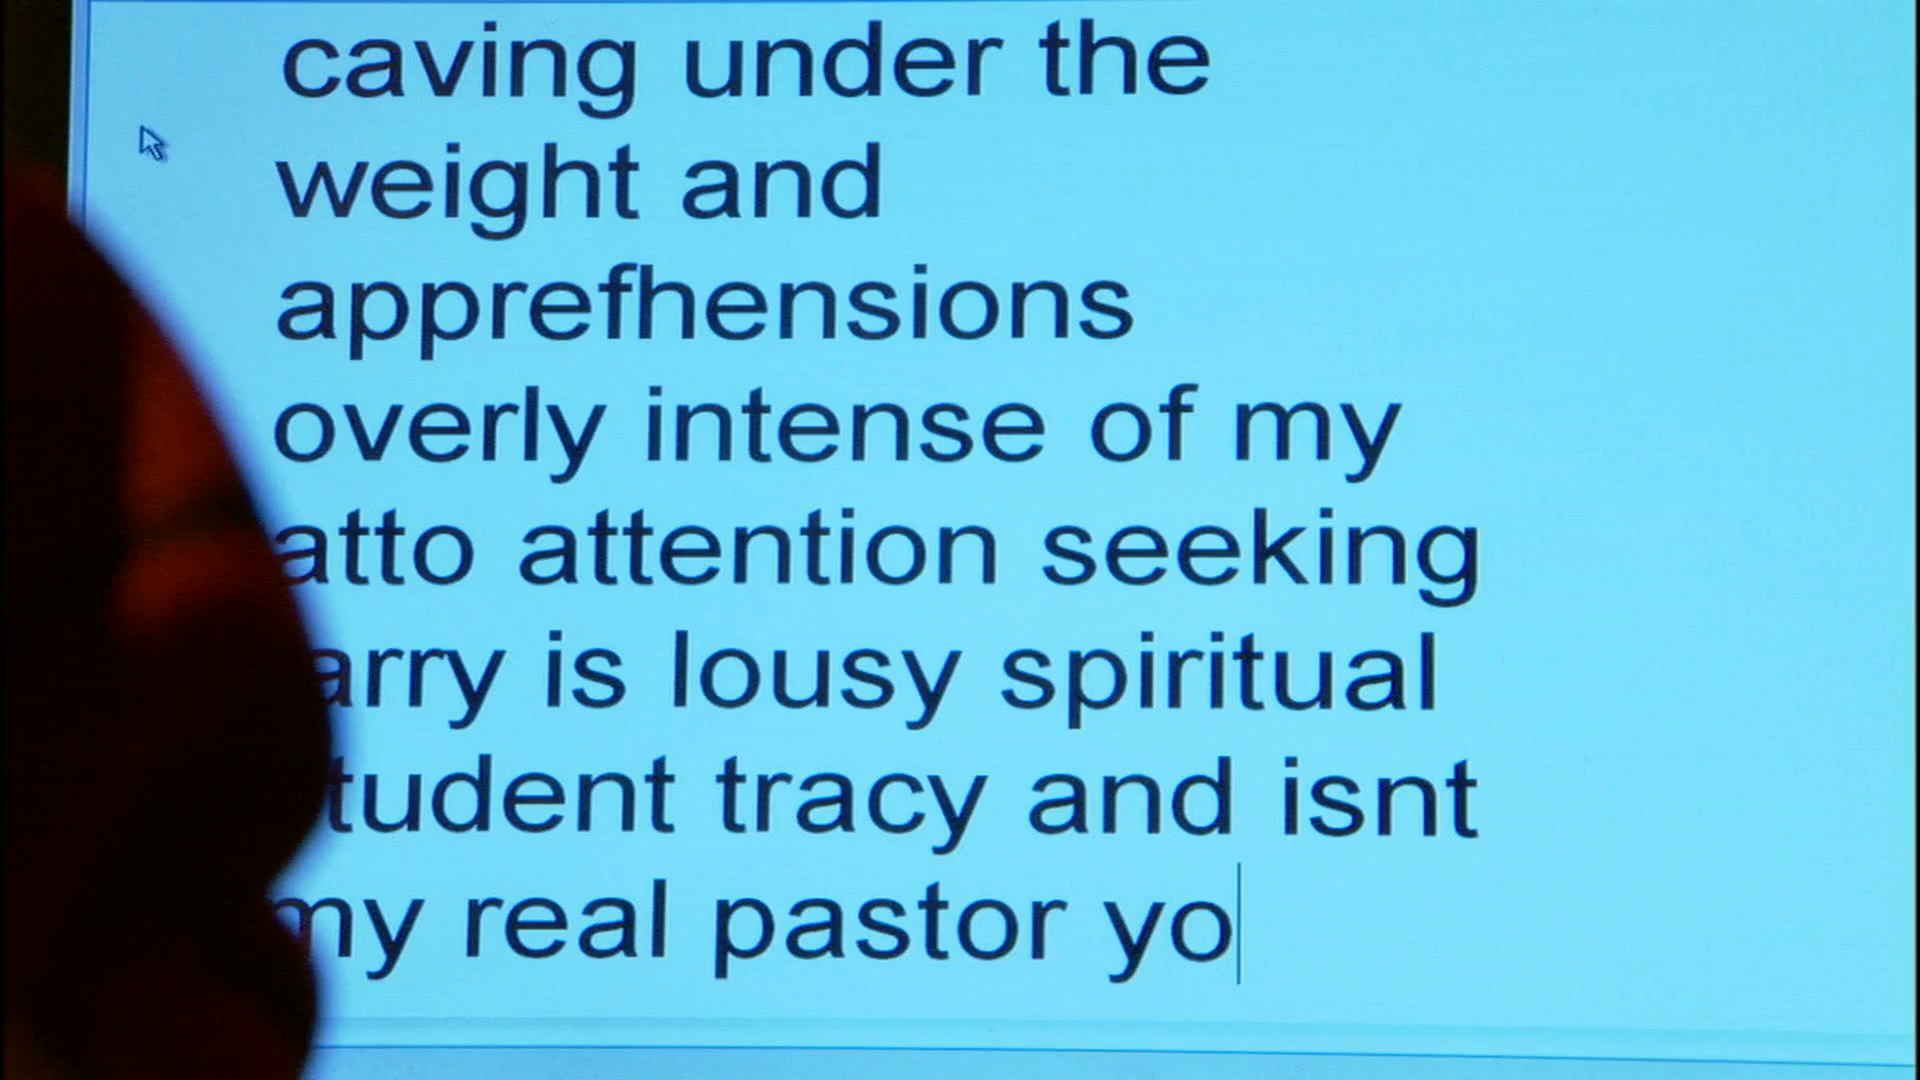 caving under the
weight and
apprefhensions
overly intense of my
atto attention seeking
is lousy spiritual
tudent tracy and isnt
my real pastor yo